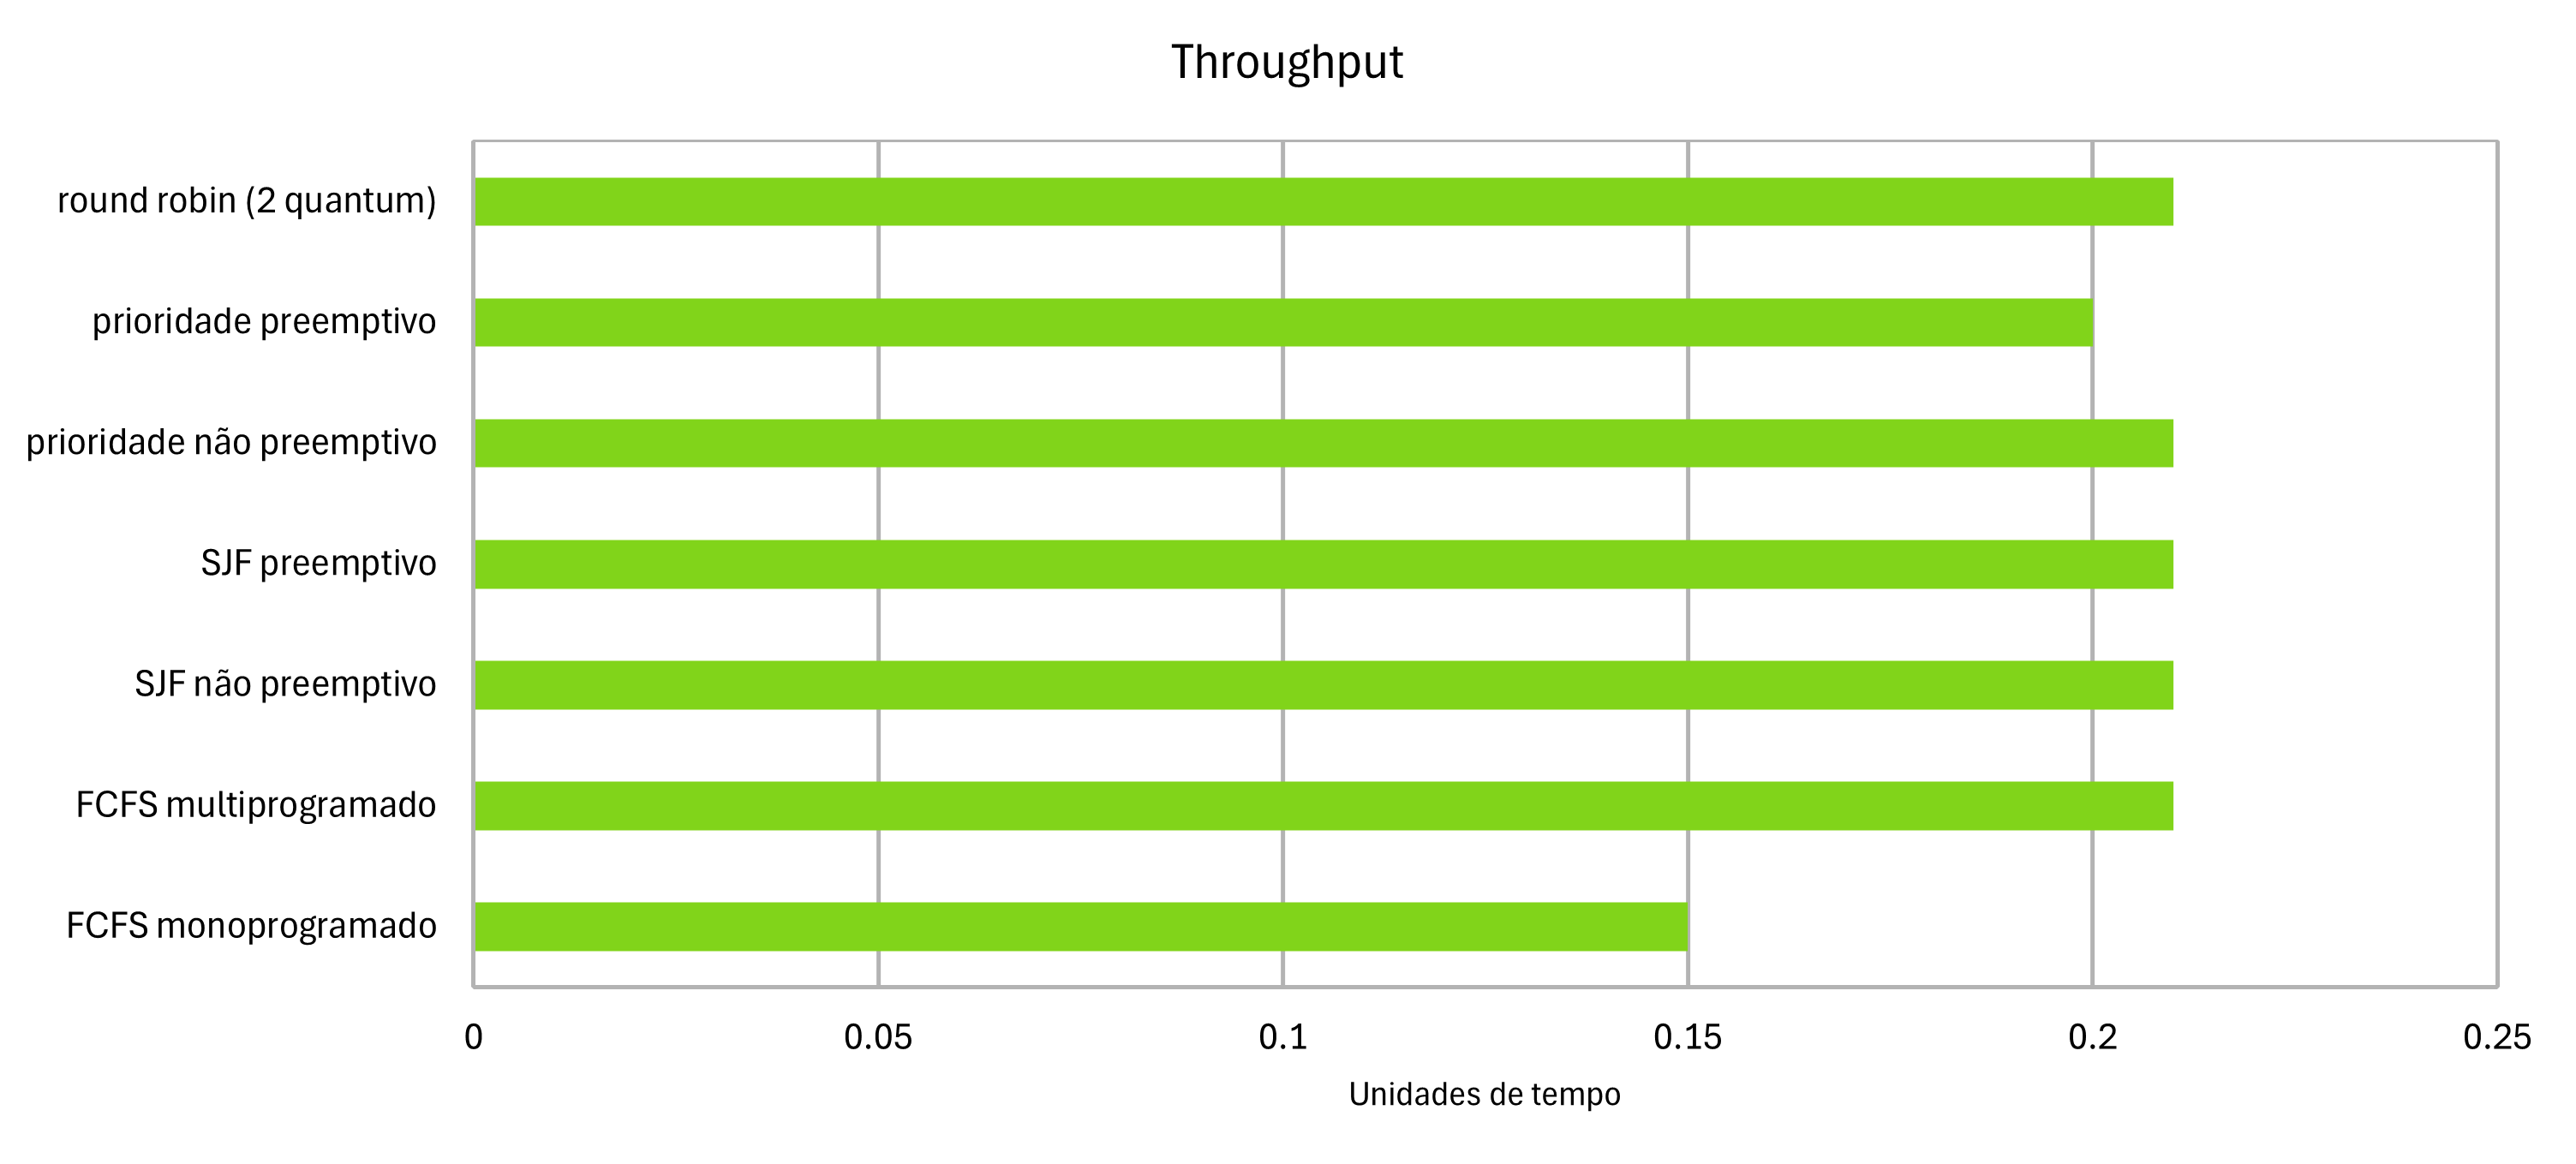 Throughput
round robin (2 quantum)
prioridade preemptivo
prioridade não preemptivo
SJF preemptivo
SJF não preemptivo
FCFS multiprogramado
FCFS monoprogramado
0 0.05 0.1 0.15 0.2 0.25
Unidades de tempo